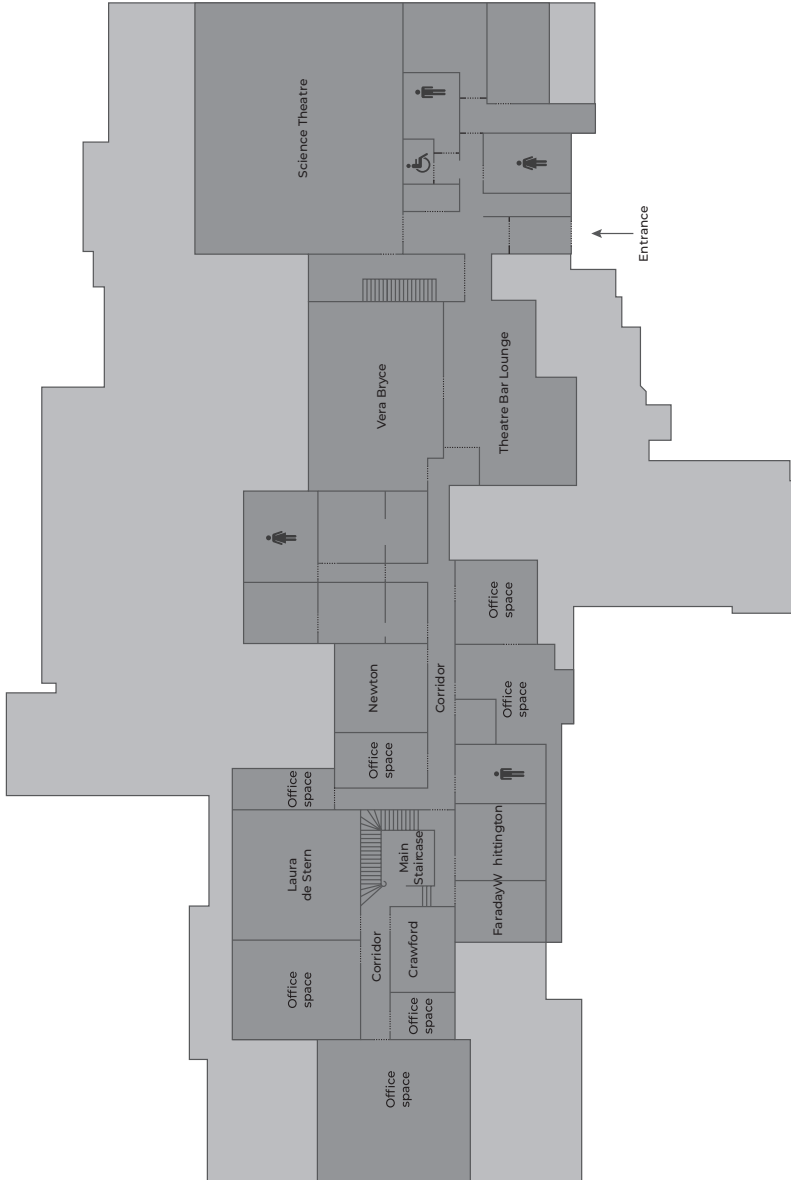 Science Theatre
Entrance
Vera Bryce
Theatre Bar Lounge
Office
space
Newton
Corridor
Office
space
Office
space
Office
space
Laura
de Stern
Main
Staircase
FaradayW hittington
Corridor
Crawford
Office
space
Office
space
Office
space